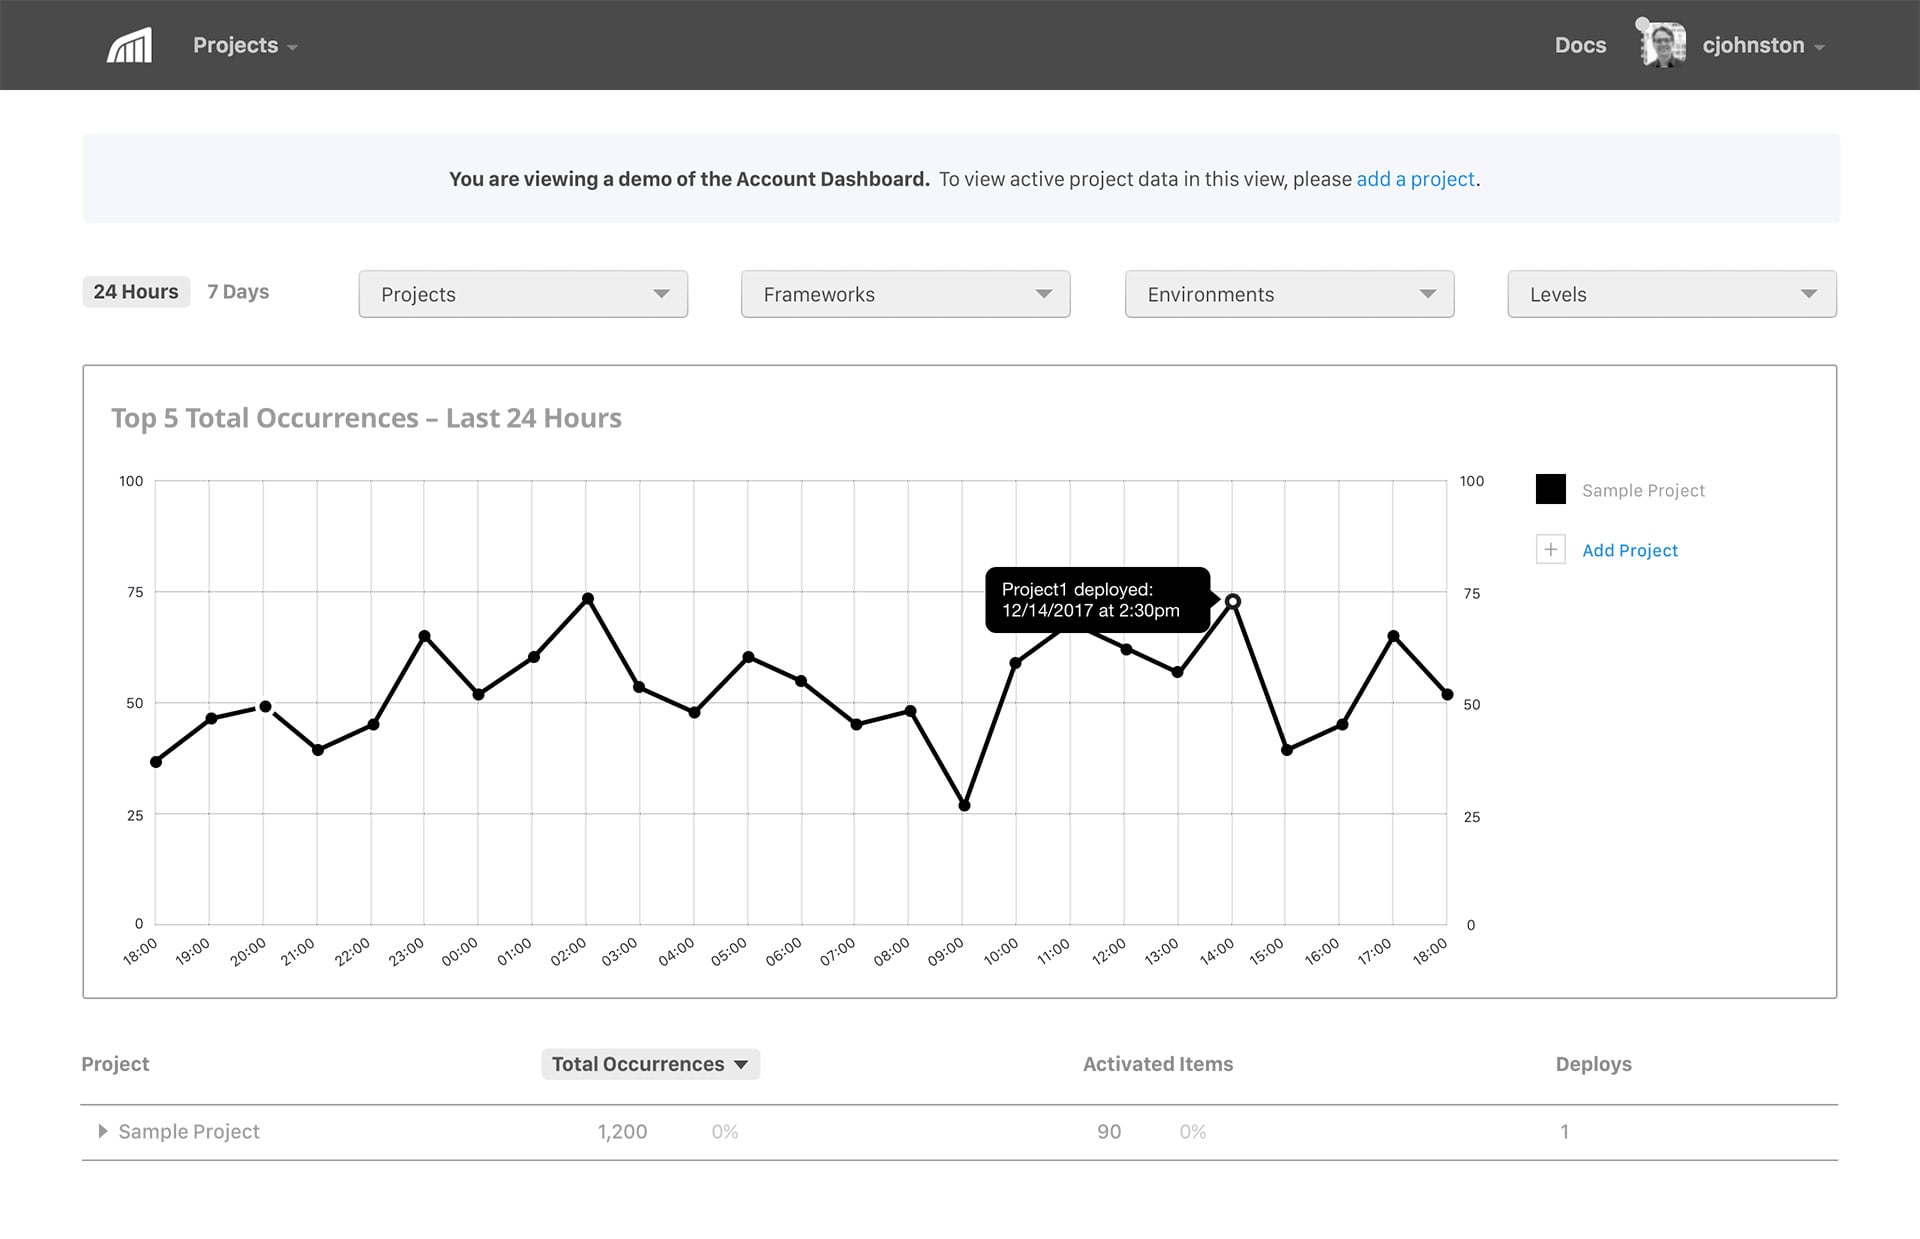 Projects
Docs
cjohnston
You are viewing a demo of the Account Dashboard. To view active project data in this view, please add a project.
24 Hours
7 Days
Projects
Frameworks
Environments
Levels
Top 5 Total Occurrences – Last 24 Hours
100
75
50
25
0
100
75
50
25
0
Project1 deployed:
12/14/2017 at 2:30pm
Sample Project
+ Add Project
18:00 19:00 20:00 21:00 22:00 23:00 00:00 01:00 02:00 03:00 04:00 05:00 06:00 07:00 08:00 09:00 10:00 11:00 12:00 13:00 14:00 15:00 16:00 17:00 18:00
Project Total Occurrences Activated Items Deploys
Sample Project 1,200 0% 90 0% 1